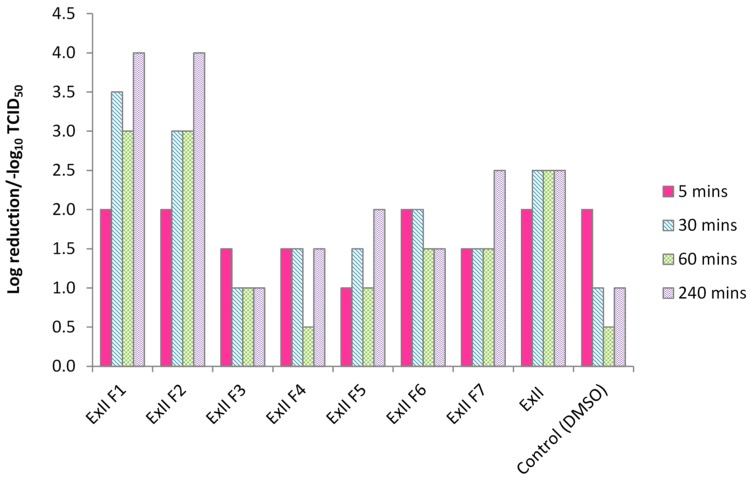 Log reduction/-log10 TCID50
4.5
4.0
3.5
3.0
2.5
2.0
1.5
1.0
0.5
0.0
ExII F1
ExII F2
ExII F3
ExII F4
ExII F5
ExII F6
ExII F7
ExII
Control (DMSO)
5 mins
30 mins
60 mins
240 mins